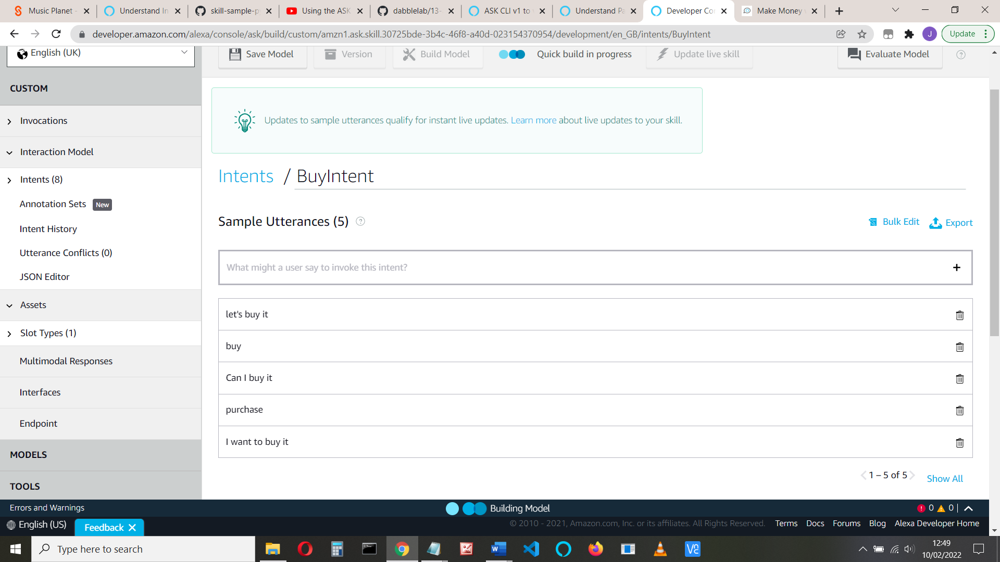 Music Planet -
Understand In
skill-sample-p
Using the ASK
dabblelab/13-
ASK CLI v1 to
Understand Pa
Developer Co
Make Money
developer.amazon.com/alexa/console/ask/build/custom/amzn1.ask.skill.30725bde-3b4c-46f8-a40d-023154370954/development/en_GB/intents/BuyIntent
J
Update
English (UK)
Save Model
Version
Build Model
Quick build in progress
Update live skill
Evaluate Model
CUSTOM
Invocations
Interaction Model
Intents (8)
Annotation Sets New
Intent History
Utterance Conflicts (0)
JSON Editor
Assets
Slot Types (1)
Multimodal Responses
Interfaces
Endpoint
MODELS
TOOLS
Updates to sample utterances qualify for instant live updates. Learn more about live updates to your skill.
Intents / BuyIntent
Sample Utterances (5)
Bulk Edit
Export
What might a user say to invoke this intent?
let's buy it
buy
Can I buy it
purchase
I want to buy it
1 – 5 of 5
Show All
Errors and Warnings
Building Model
0 0
English (US)
Feedback
© 2010 - 2021, Amazon.com, Inc. or its affiliates. All Rights Reserved.
Terms
Docs
Forums
Blog
Alexa Developer Home
Type here to search
12:49
10/02/2022